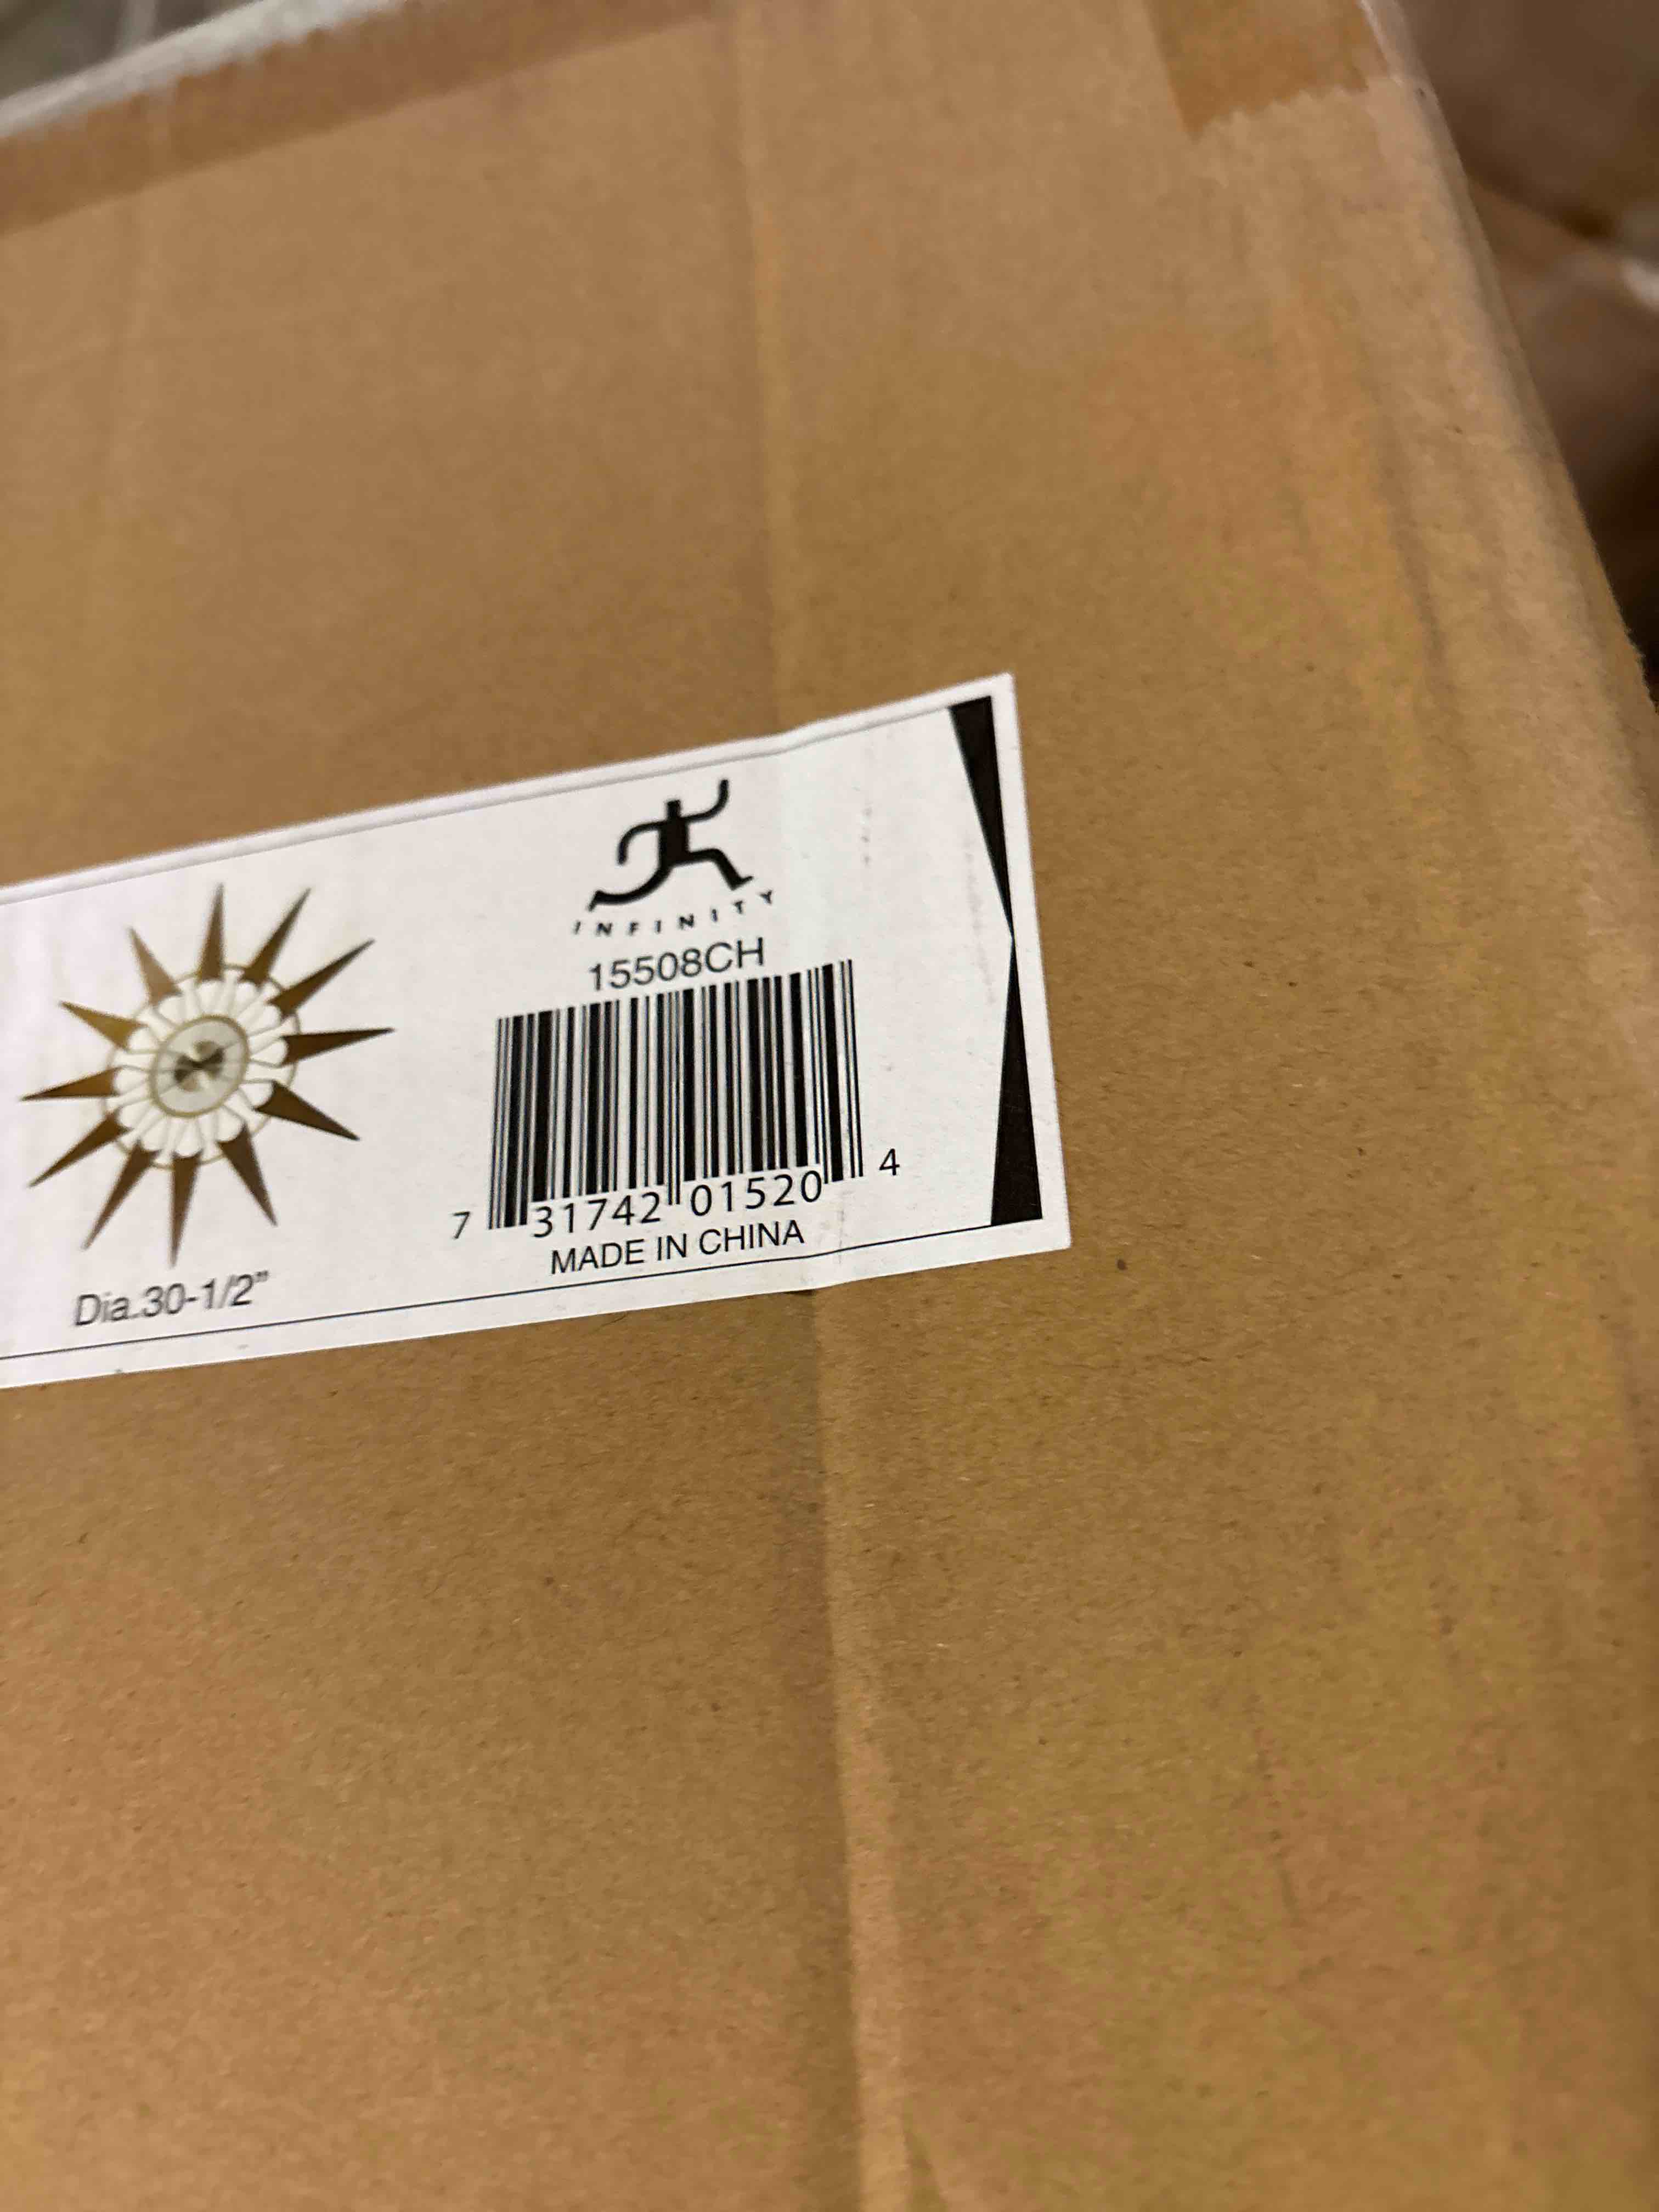 INFINITY
15508CH
7 31742 01520 4
MADE IN CHINA
Dia.30-1/2”